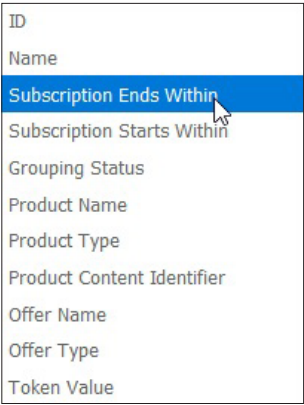 ID
Name
Subscription Ends Within
Subscription Starts Within
Grouping Status
Product Name
Product Type
Product Content Identifier
Offer Name
Offer Type
Token Value